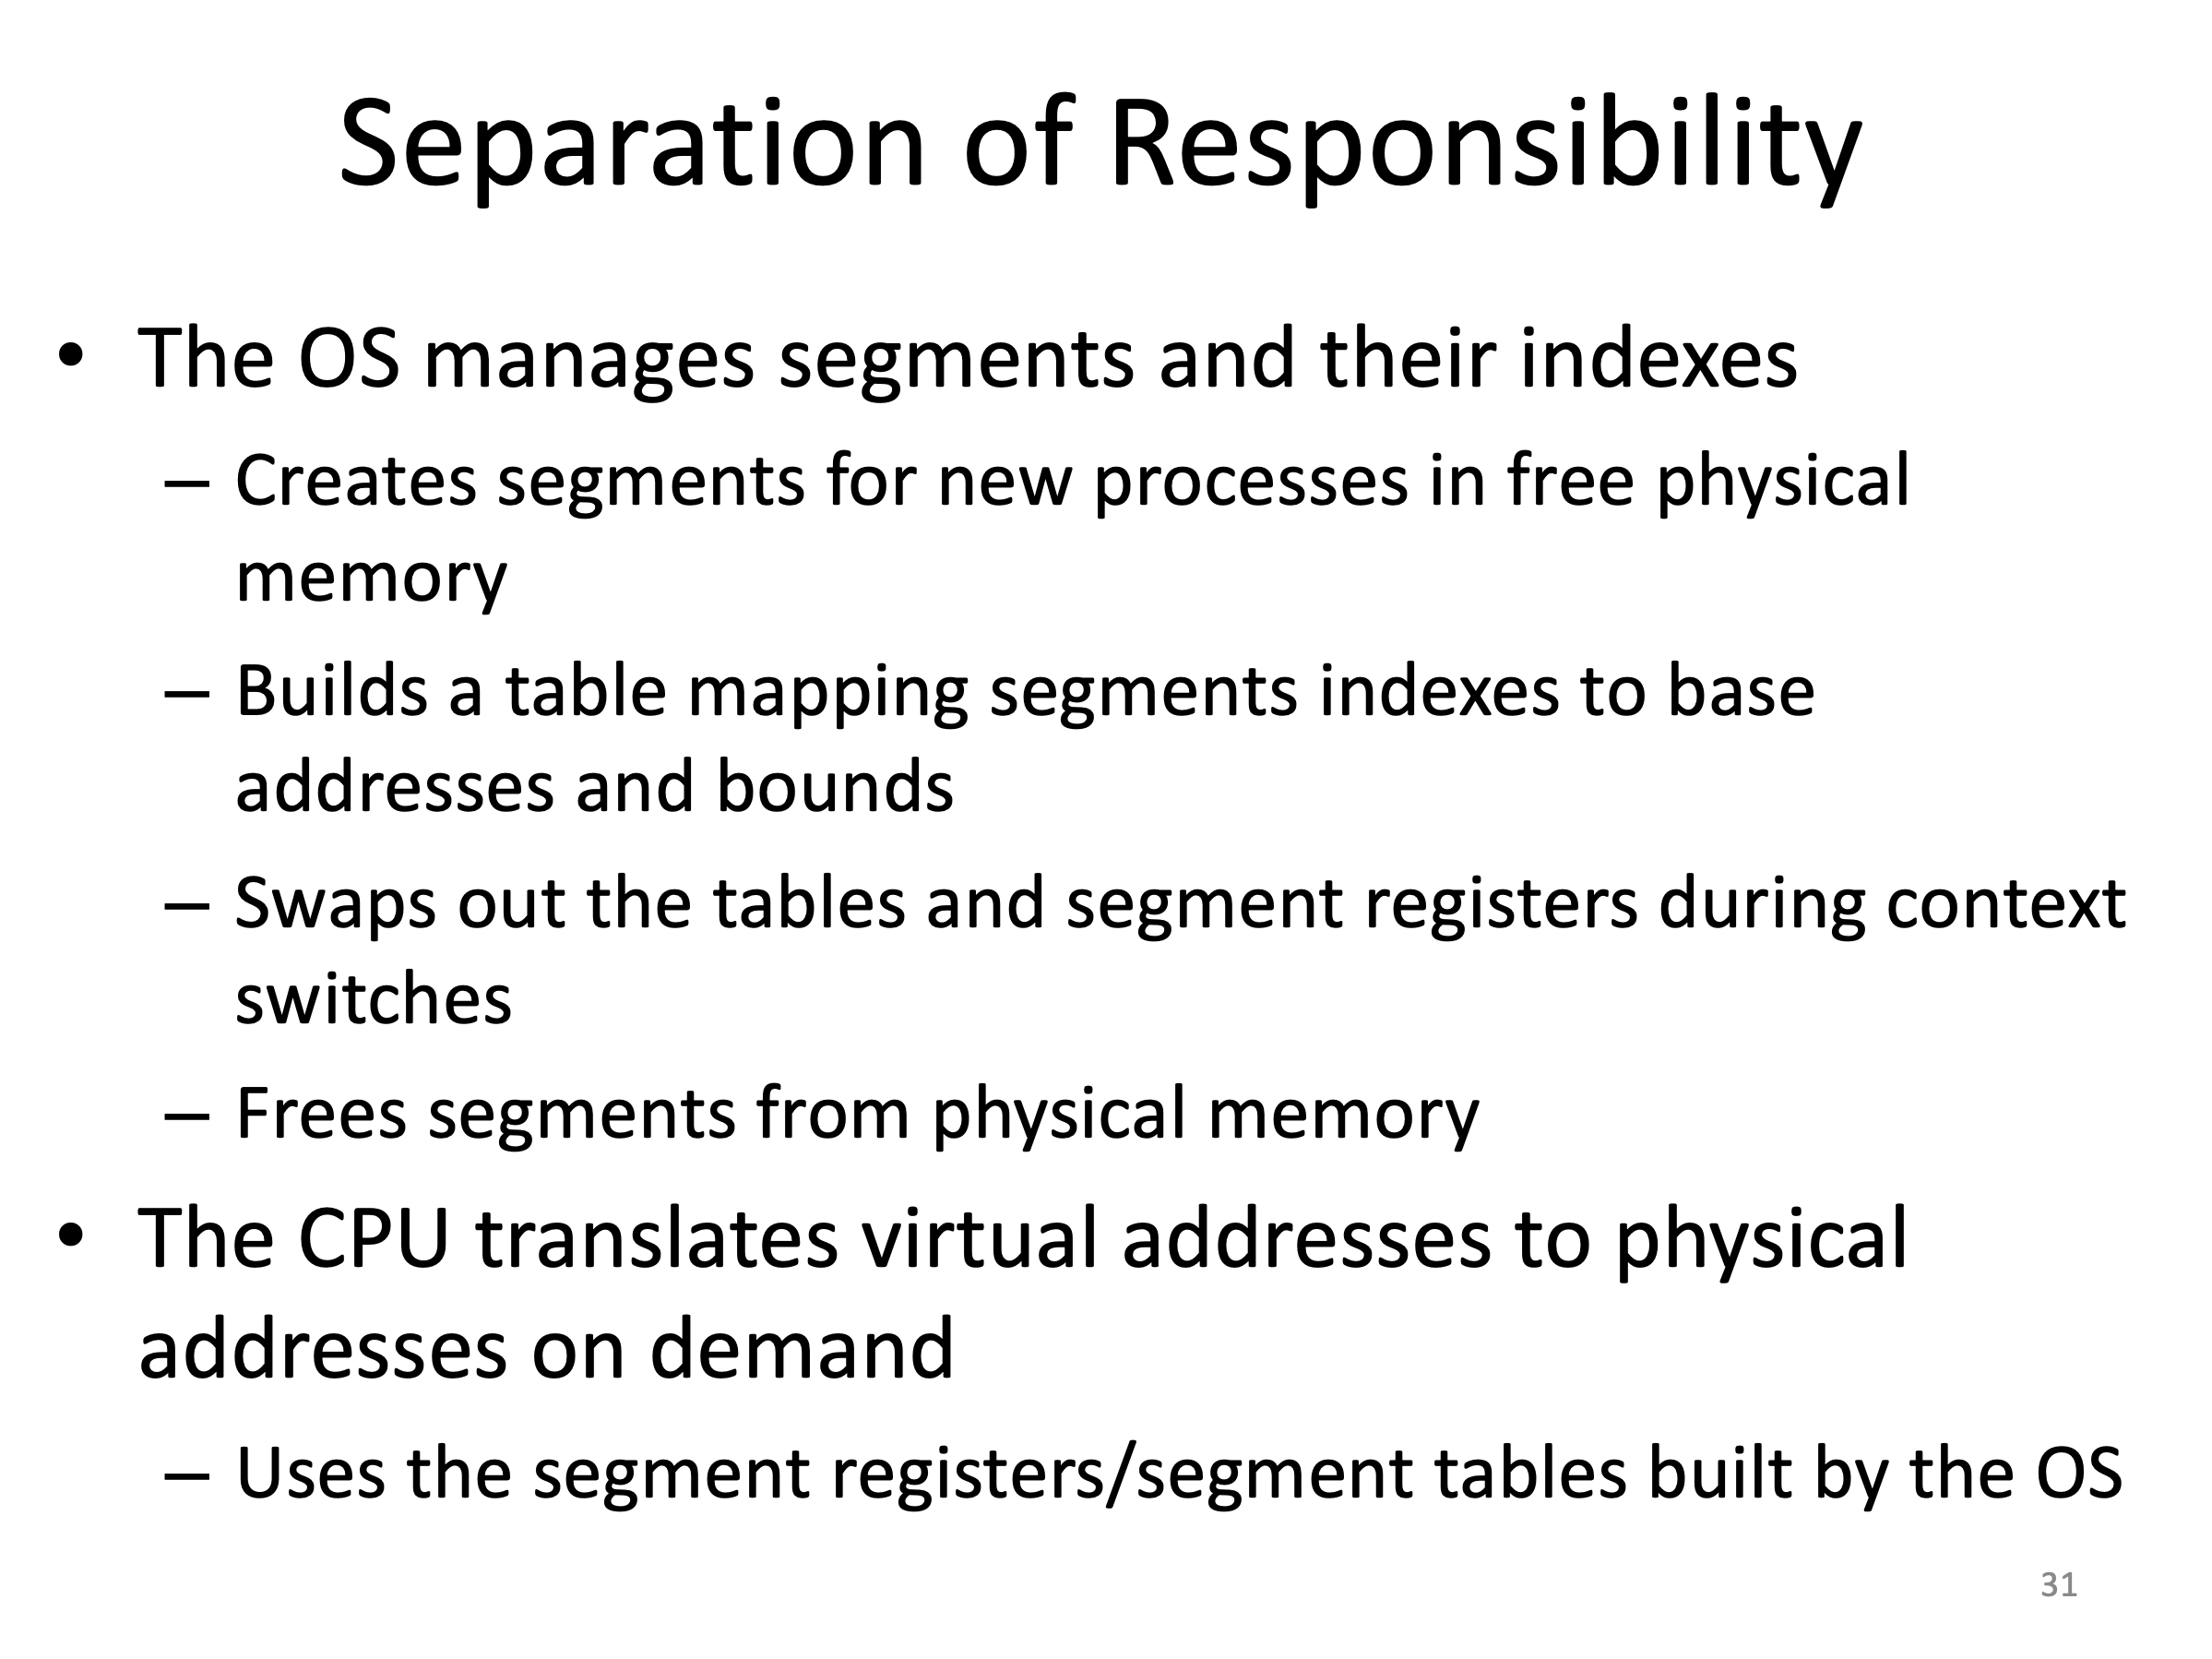 Separation of Responsibility
• The OS manages segments and their indexes
– Creates segments for new processes in free physical
memory
– Builds a table mapping segments indexes to base
addresses and bounds
– Swaps out the tables and segment registers during context
switches
– Frees segments from physical memory
• The CPU translates virtual addresses to physical
addresses on demand
– Uses the segment registers/segment tables built by the OS
31